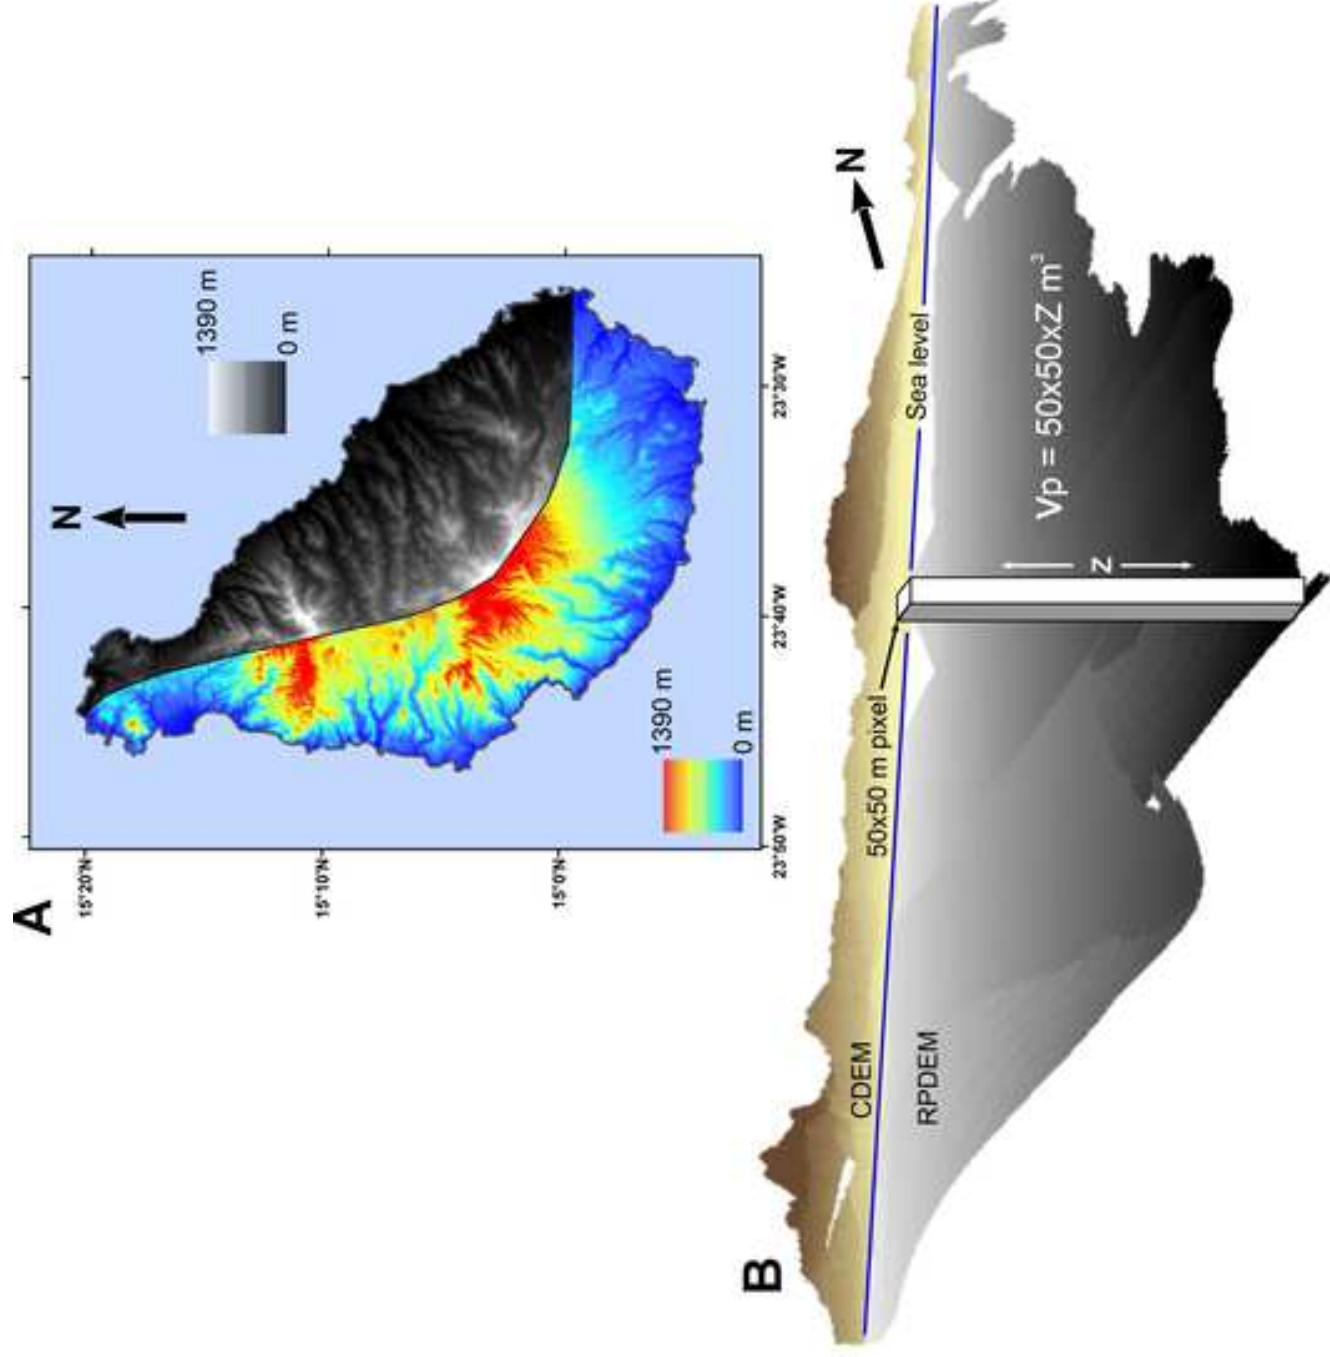 A
N
1390 m
0 m
1390 m
0 m
15°20'N
15°10'N
15°0'N
23°50'W
23°40'W
23°30'W
B
N
CDEM
RPDEM
50x50 m pixel
Sea level
Z
Vp = 50x50xZ m³